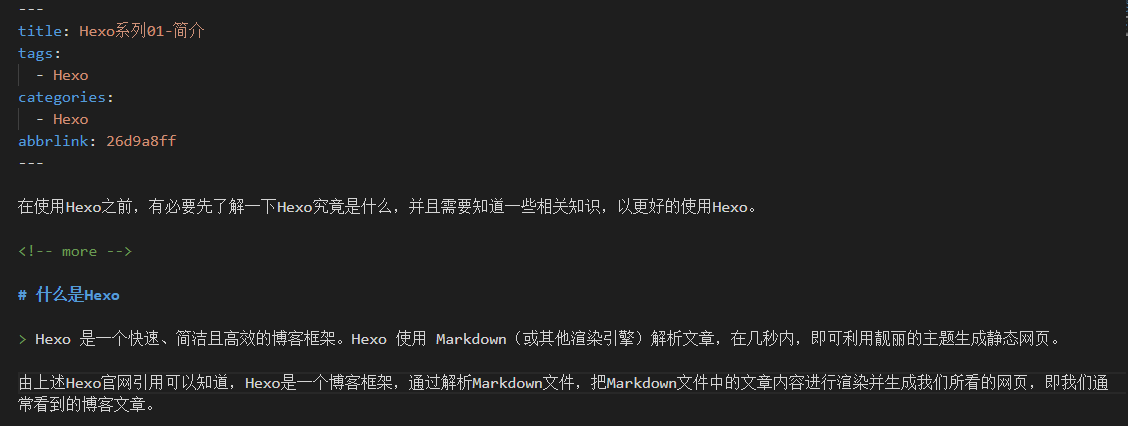 ---
title: Hexo系列01-简介
tags:
  - Hexo
categories:
  - Hexo
abbrlink: 26d9a8ff
---
在使用Hexo之前，有必要先了解一下Hexo究竟是什么，并且需要知道一些相关知识，以更好的使用Hexo。
<!-- more -->
# 什么是Hexo
> Hexo 是一个快速、简洁且高效的博客框架。Hexo 使用 Markdown（或其他渲染引擎）解析文章，在几秒内，即可利用靓丽的主题生成静态网页。
由上述Hexo官网引用可以知道，Hexo是一个博客框架，通过解析Markdown文件，把Markdown文件中的文章内容进行渲染并生成我们所看的网页，即我们通
常看到的博客文章。